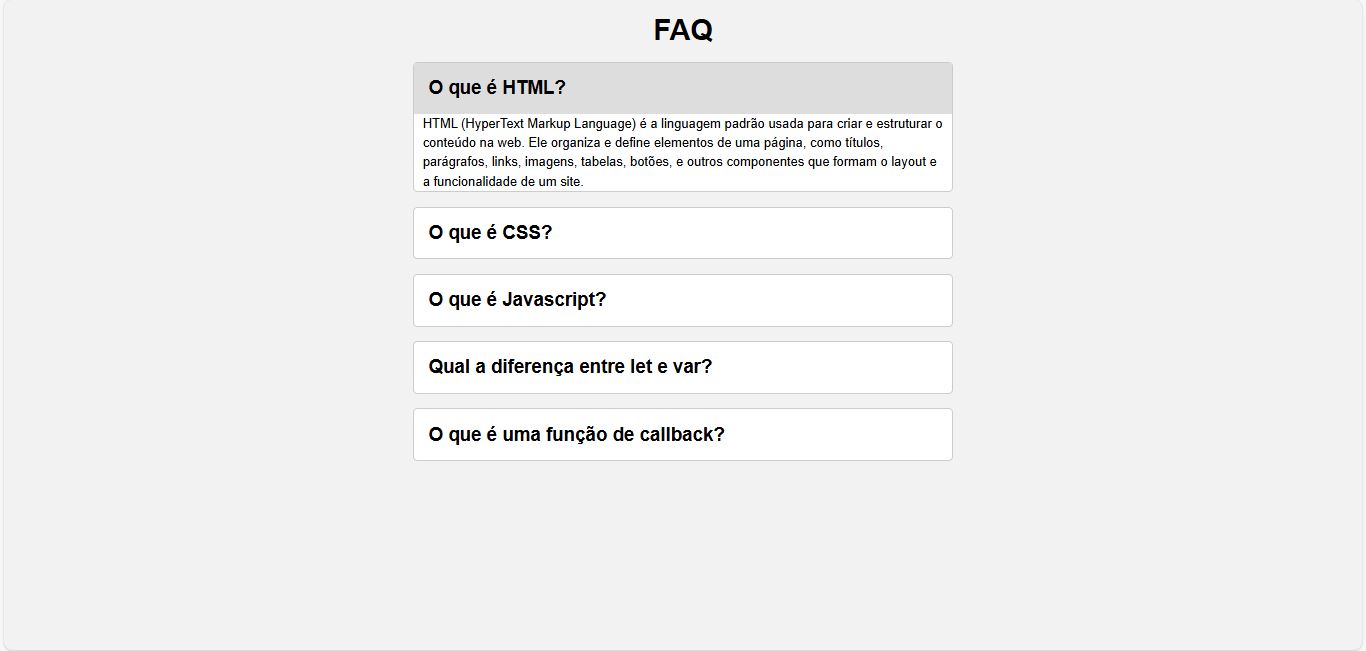 FAQ
O que é HTML?
HTML (HyperText Markup Language) é a linguagem padrão usada para criar e estruturar o
conteúdo na web. Ele organiza e define elementos de uma página, como títulos,
parágrafos, links, imagens, tabelas, botões, e outros componentes que formam o layout e
a funcionalidade de um site.
O que é CSS?
O que é Javascript?
Qual a diferença entre let e var?
O que é uma função de callback?